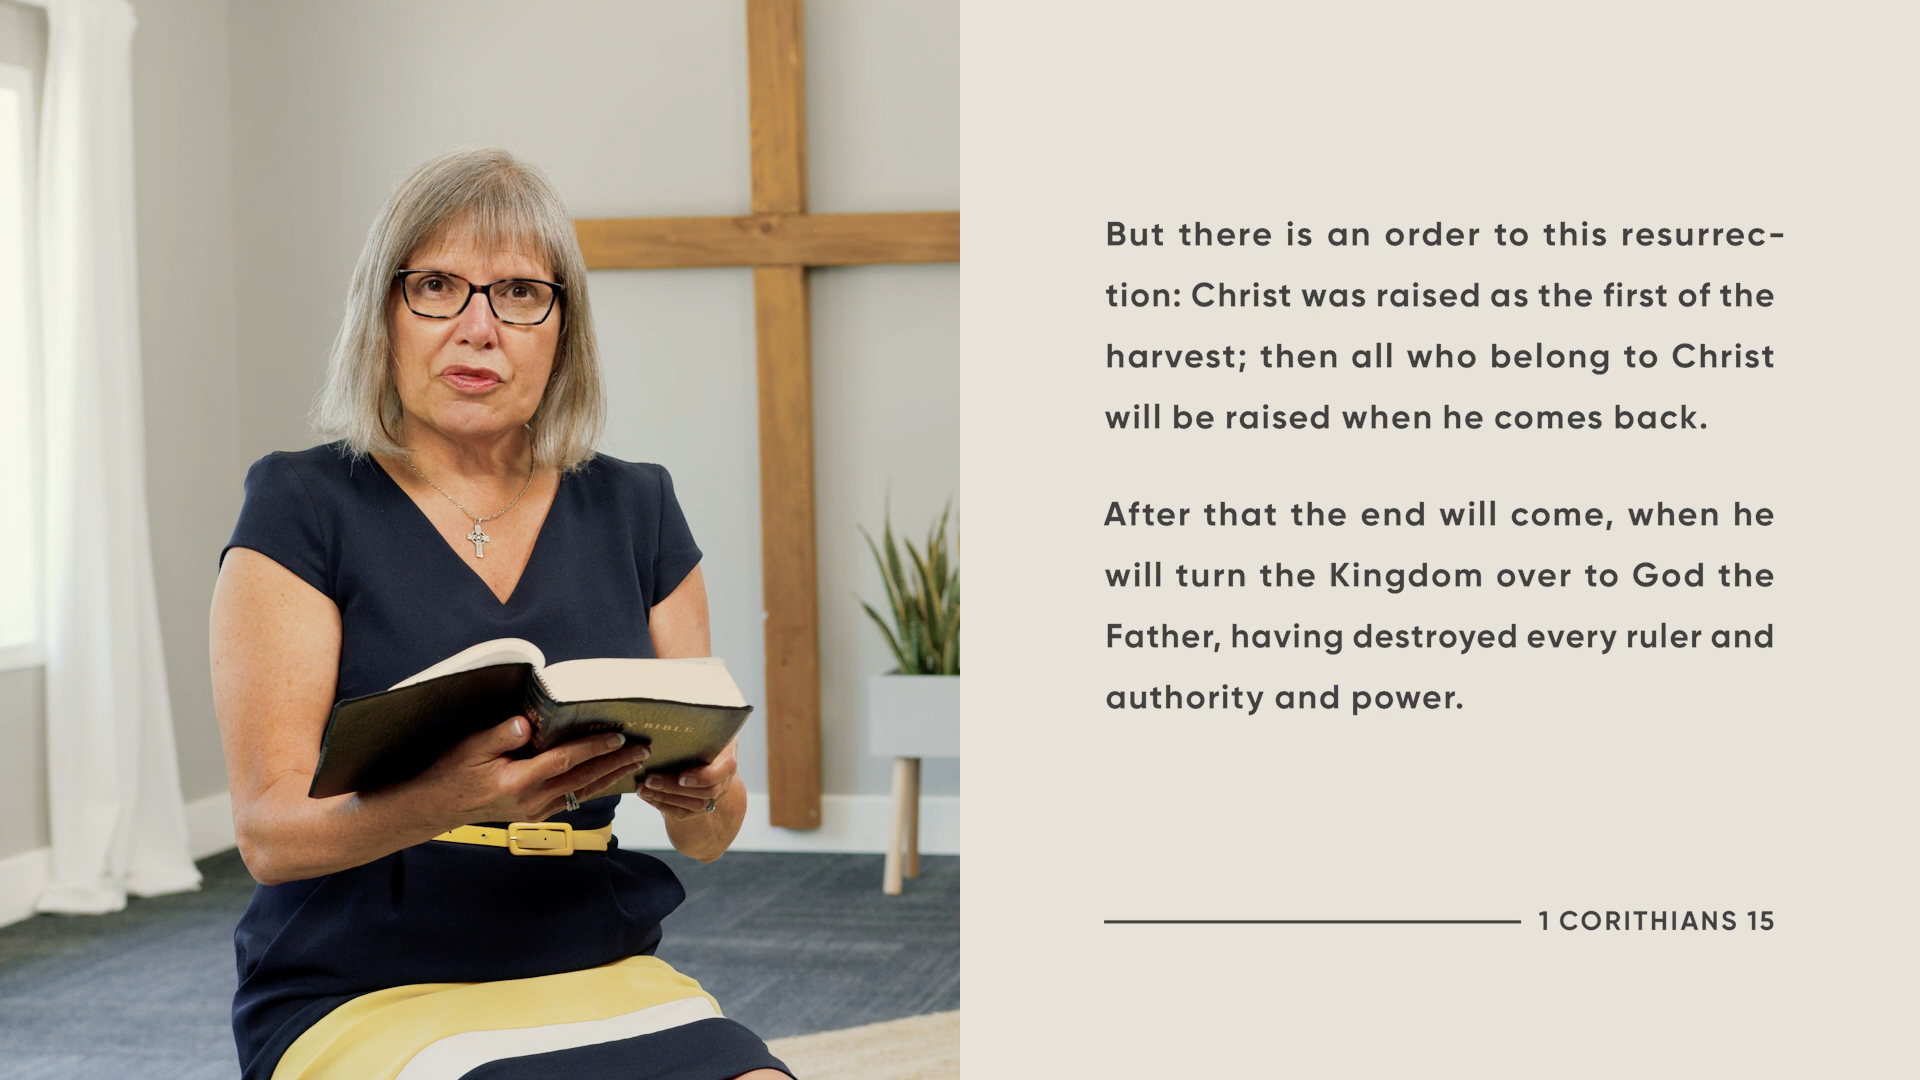 But there is an order to this resurrec-
tion: Christ was raised as the first of the
harvest; then all who belong to Christ
will be raised when he comes back.
After that the end will come, when he
will turn the Kingdom over to God the
Father, having destroyed every ruler and
authority and power.
1 CORITHIANS 15
HOLY BIBLE